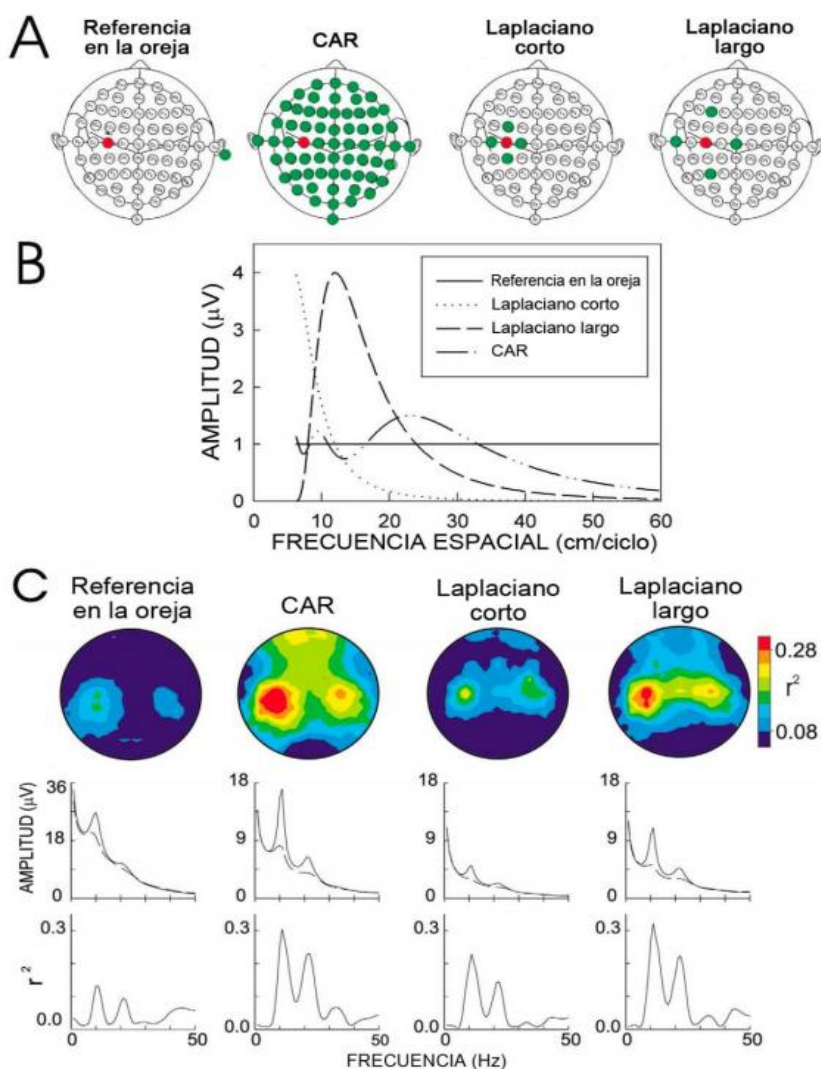 A
Referencia
en la oreja
CAR
Laplaciano
corto
Laplaciano
largo
B
AMPLITUD (μV)
4
3
2
1
0
Referencia en la oreja
Laplaciano corto
Laplaciano largo
CAR
0 10 20 30 40 50 60
FRECUENCIA ESPACIAL (cm/ciclo)
C
Referencia
en la oreja
CAR
Laplaciano
corto
Laplaciano
largo
0.28
r²
0.08
AMPLITUD (μV)
36
18
0
18
9
0
18
9
0
18
9
0
r²
0.3
0.0
0.3
0.0
0.3
0.0
0.3
0.0
0 50 0 50 0 50 0 50
FRECUENCIA (Hz)